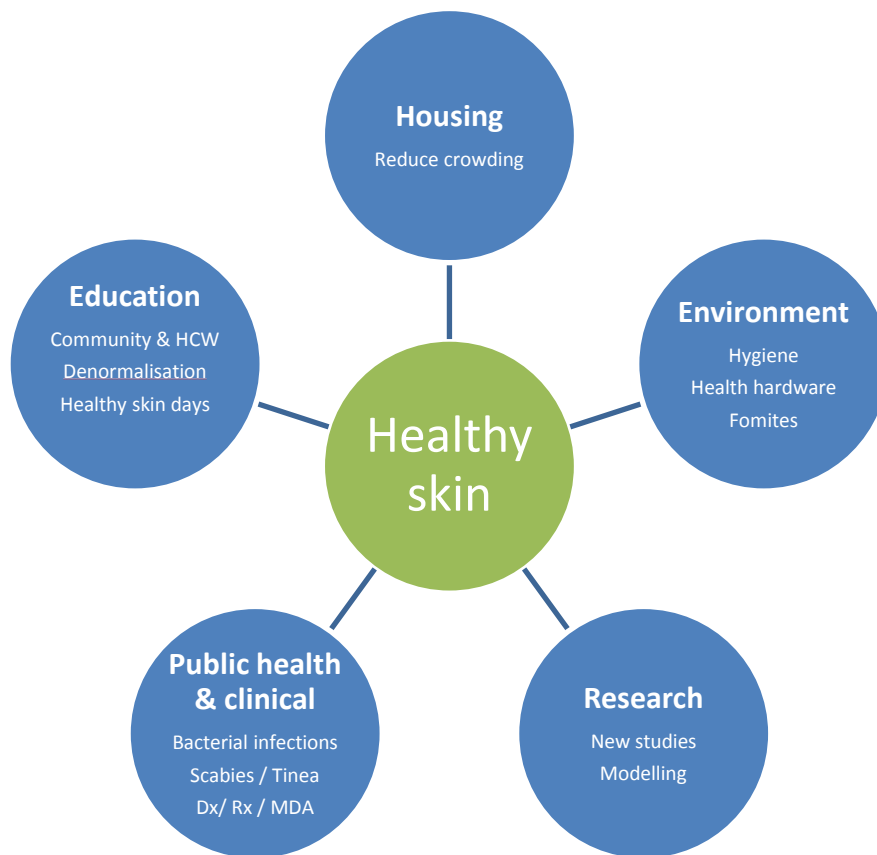 Housing
Reduce crowding
Education
Community & HCW
Denormalisation
Healthy skin days
Environment
Hygiene
Health hardware
Fomites
Healthy
skin
Public health
& clinical
Bacterial infections
Scabies / Tinea
Dx/ Rx / MDA
Research
New studies
Modelling